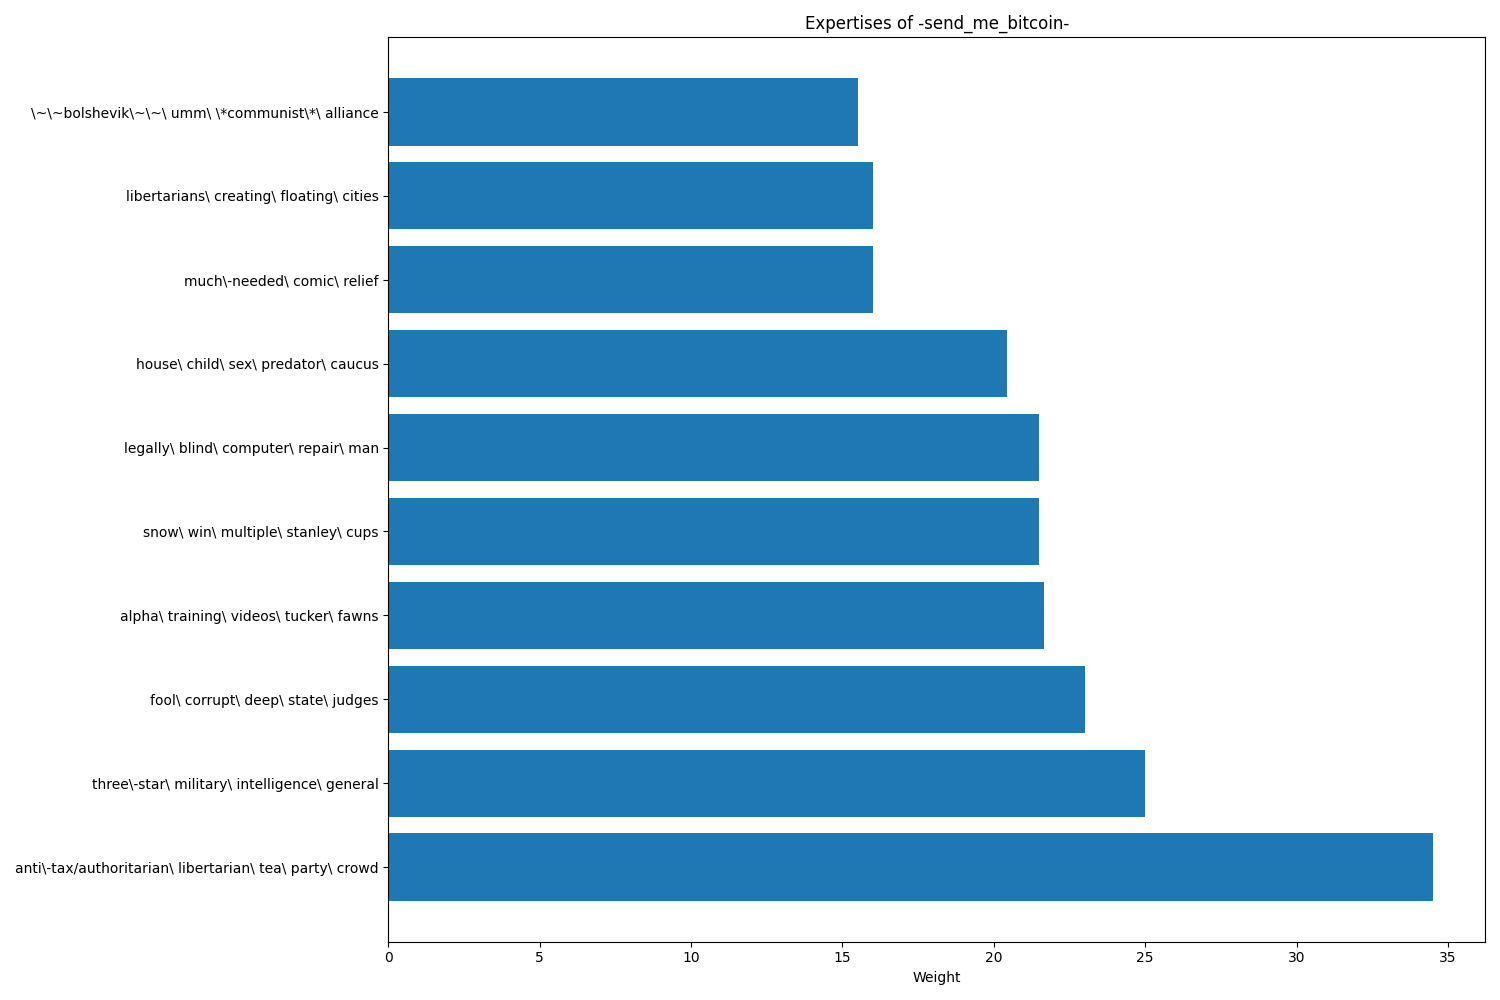 Expertises of -send_me_bitcoin-
\~\~bolshevik\~\~\ umm\ \*communist\*\ alliance
libertarians\ creating\ floating\ cities
much\-needed\ comic\ relief
house\ child\ sex\ predator\ caucus
legally\ blind\ computer\ repair\ man
snow\ win\ multiple\ stanley\ cups
alpha\ training\ videos\ tucker\ fawns
fool\ corrupt\ deep\ state\ judges
three\-star\ military\ intelligence\ general
anti\-tax/authoritarian\ libertarian\ tea\ party\ crowd
0 5 10 15 20 25 30 35
Weight